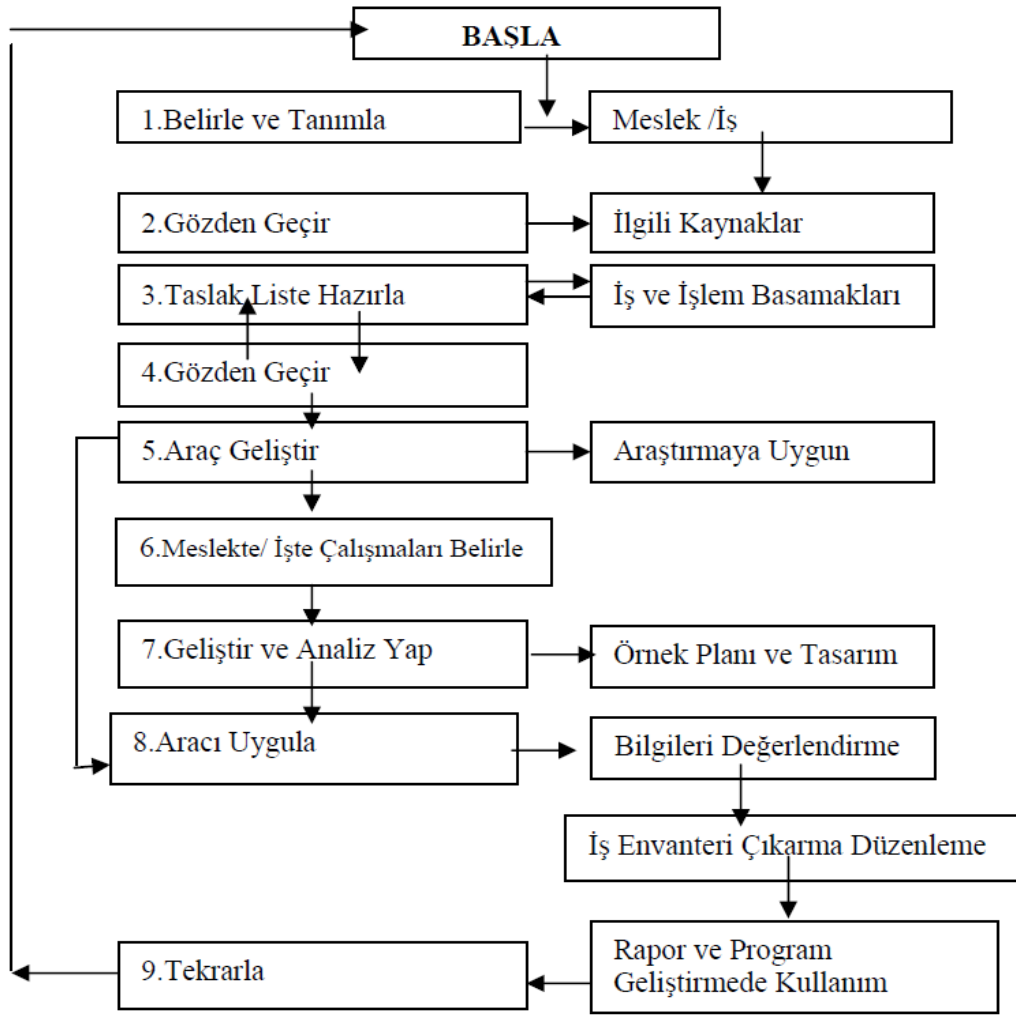 BAŞLA
1.Belirle ve Tanımla
Meslek /İş
2.Gözden Geçir
İlgili Kaynaklar
3.Taslak Liste Hazırla
İş ve İşlem Basamakları
4.Gözden Geçir
5.Araç Geliştir
Araştırmaya Uygun
6.Meslekte/ İşte Çalışmaları Belirle
7.Geliştir ve Analiz Yap
Örnek Planı ve Tasarım
8.Aracı Uygula
Bilgileri Değerlendirme
İş Envanteri Çıkarma Düzenleme
Rapor ve Program
Geliştirmede Kullanım
9.Tekrarla